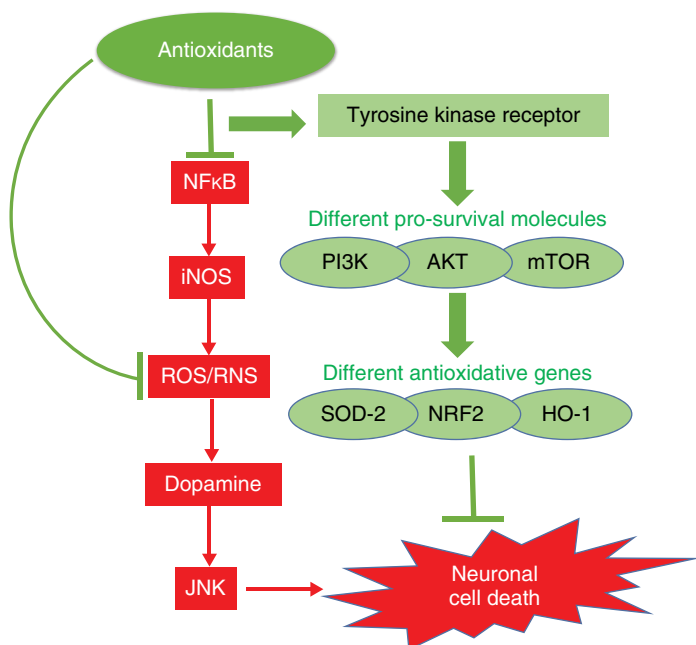 Antioxidants
Tyrosine kinase receptor
NFκB
Different pro-survival molecules
PI3K
AKT
mTOR
iNOS
ROS/RNS
Different antioxidative genes
SOD-2
NRF2
HO-1
Dopamine
JNK
Neuronal
cell death